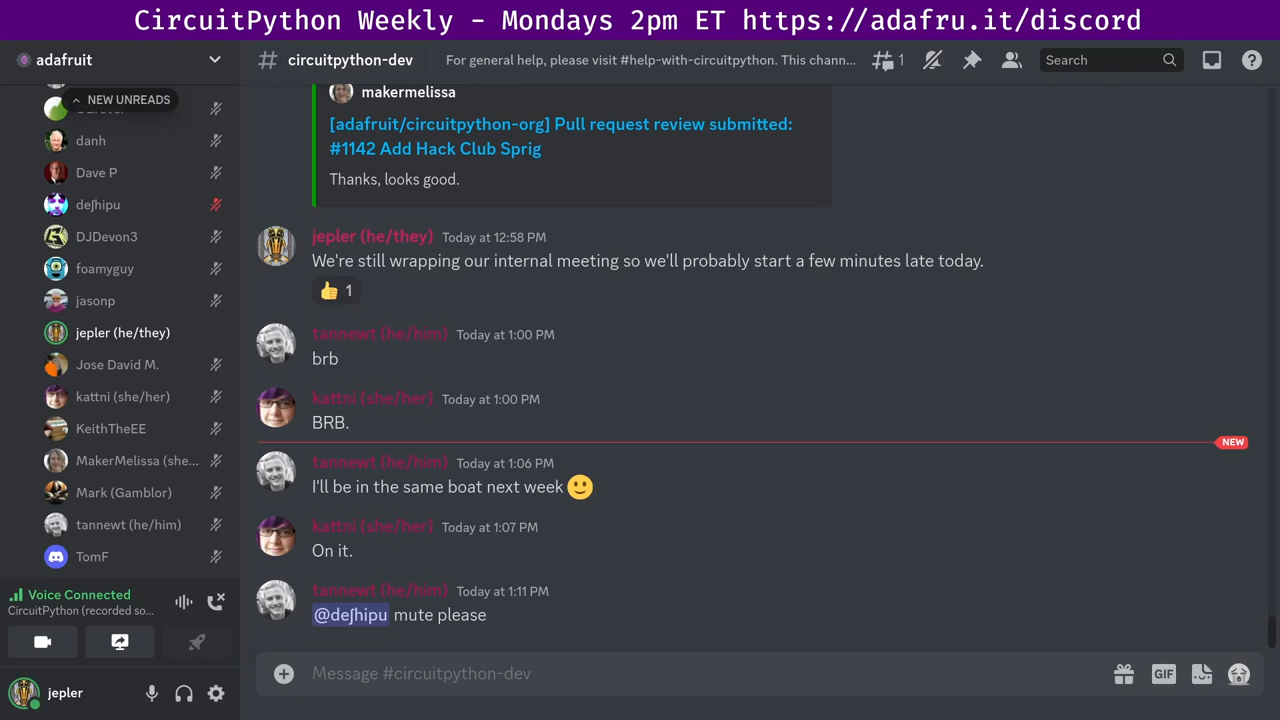 CircuitPython Weekly - Mondays 2pm ET https://adafru.it/discord
adafruit
# circuitpython-dev
For general help, please visit #help-with-circuitpython. This chann...
1
Search
NEW UNREADS
danh
Dave P
deʃhipu
DJDevon3
foamyguy
jasonp
jepler (he/they)
Jose David M.
kattni (she/her)
KeithTheEE
MakerMelissa (she...
Mark (Gamblor)
tannewt (he/him)
TomF
Voice Connected
CircuitPython (recorded so...
jepler
makermelissa
[adafruit/circuitpython-org] Pull request review submitted:
#1142 Add Hack Club Sprig
Thanks, looks good.
jepler (he/they) Today at 12:58 PM
We're still wrapping our internal meeting so we'll probably start a few minutes late today.
1
tannewt (he/him) Today at 1:00 PM
brb
kattni (she/her) Today at 1:00 PM
BRB.
NEW
tannewt (he/him) Today at 1:06 PM
I'll be in the same boat next week
kattni (she/her) Today at 1:07 PM
On it.
tannewt (he/him) Today at 1:11 PM
@deʃhipu mute please
Message #circuitpython-dev
GIF